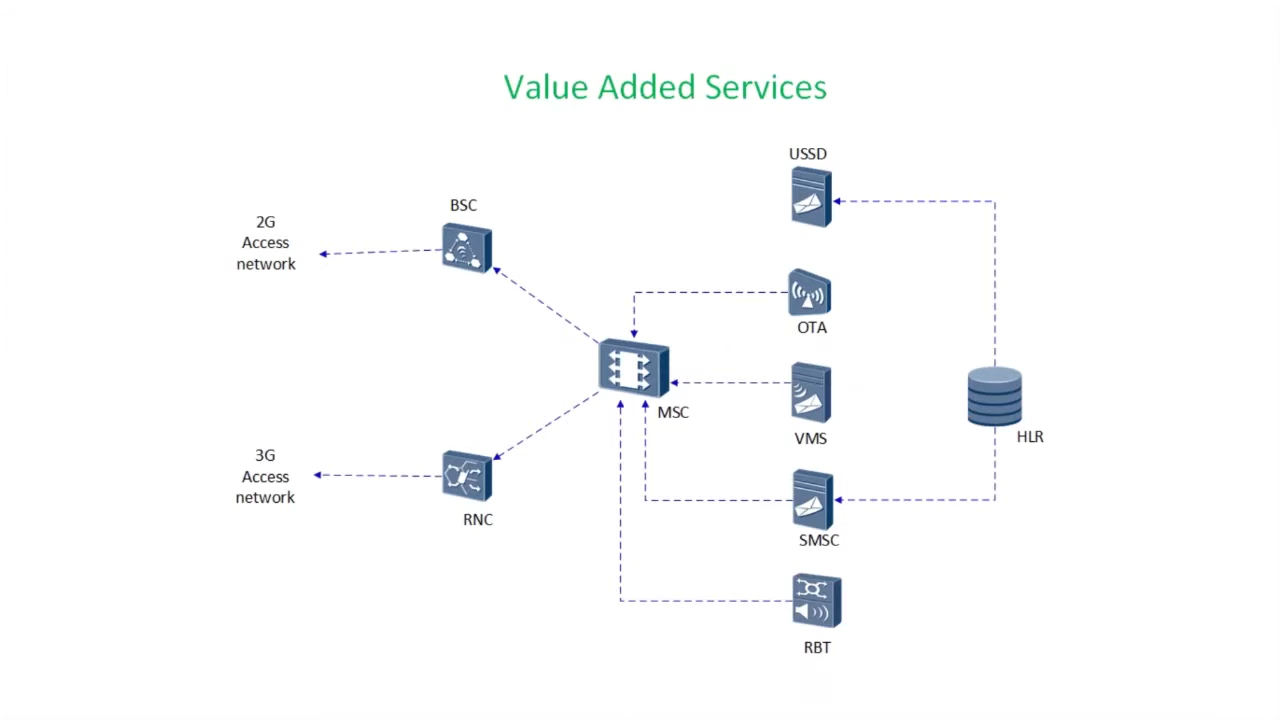 Value Added Services
USSD
BSC
2G
Access
network
OTA
MSC
VMS
HLR
3G
Access
network
RNC
SMSC
RBT